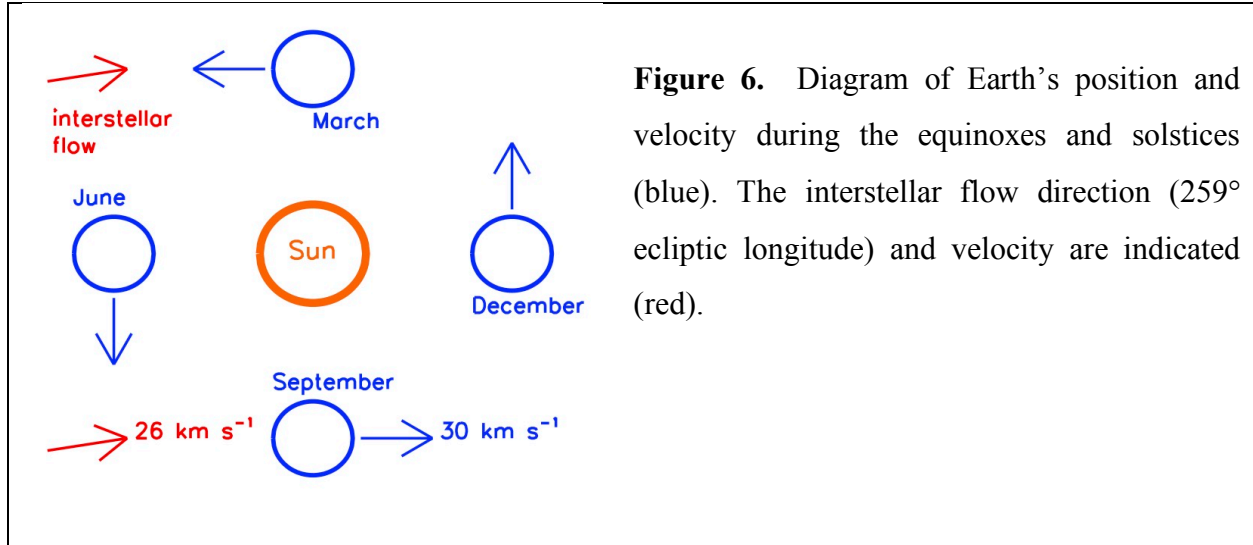 interstellar
flow
March
June
Sun
December
September
26 km s⁻¹
30 km s⁻¹
Figure 6. Diagram of Earth's position and
velocity during the equinoxes and solstices
(blue). The interstellar flow direction (259°
ecliptic longitude) and velocity are indicated
(red).